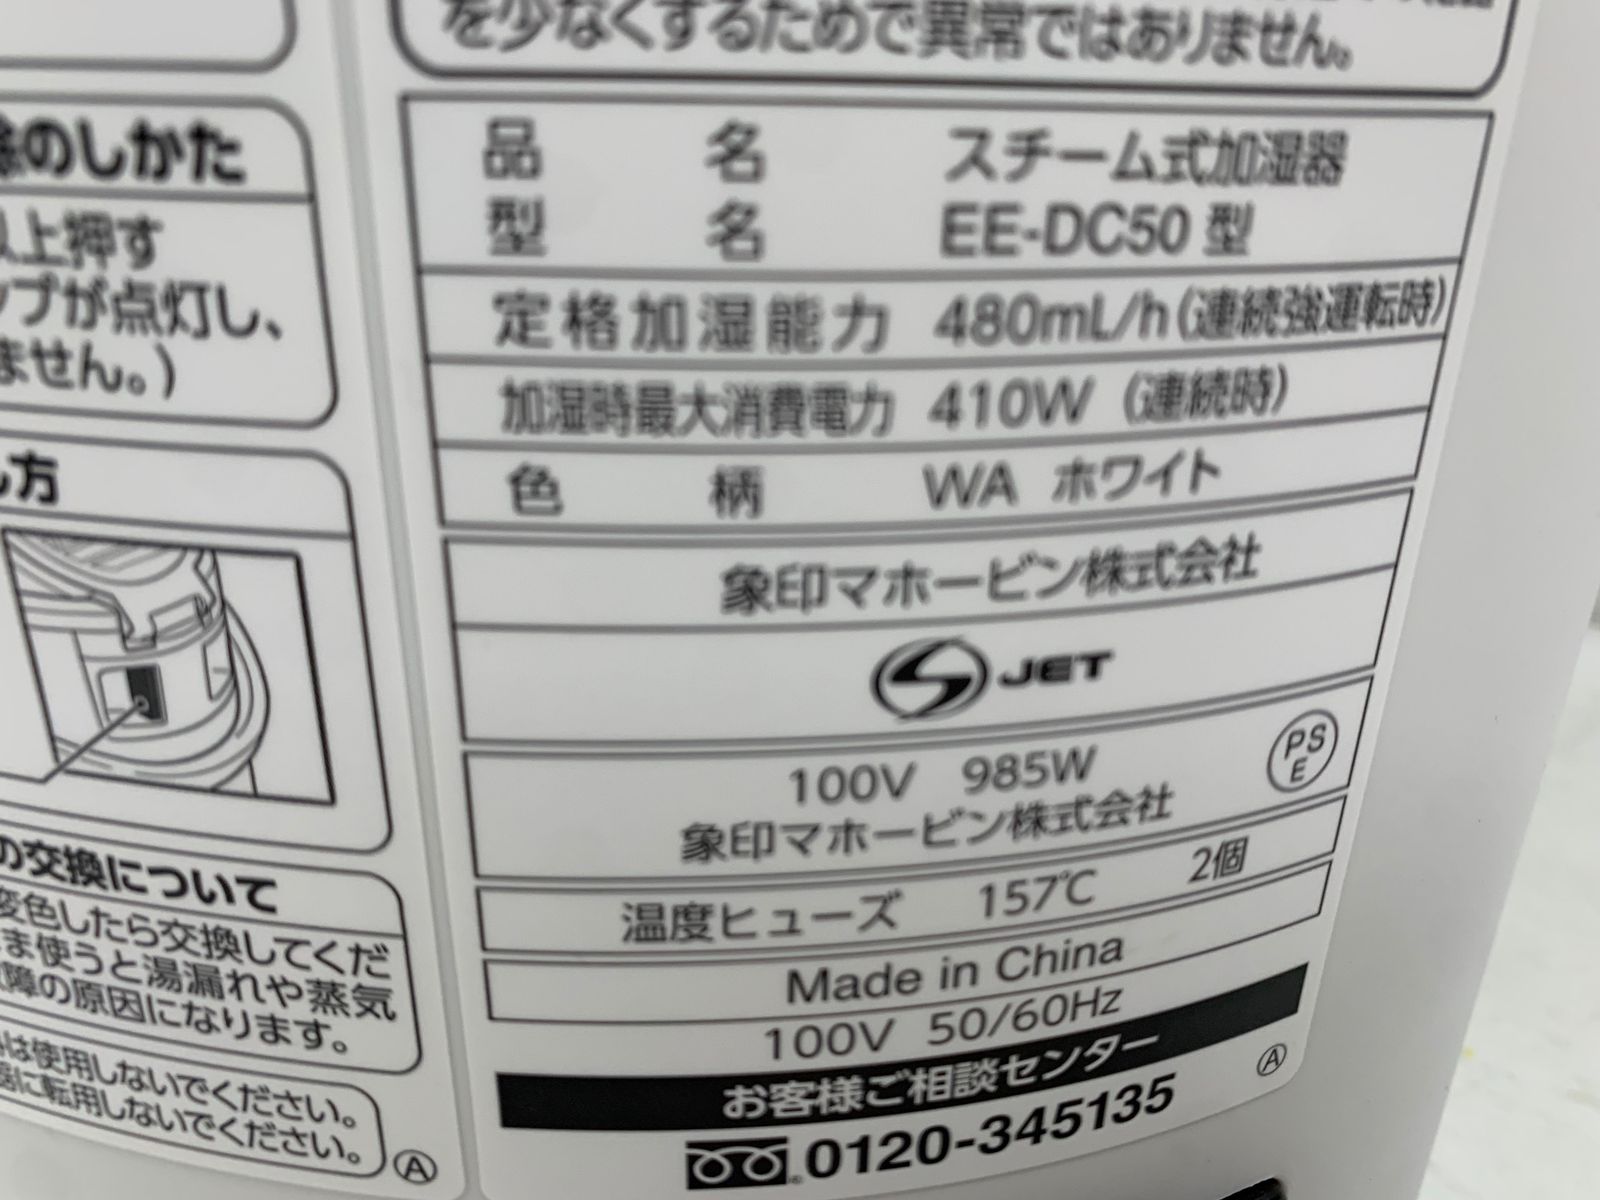 を少なくするためで異常ではありません。
除のしかた
以上押す
ップが点灯し、
ません。)
し方
の交換について
変色したら交換してくだ
まま使うと湯漏れや蒸気
故障の原因になります。
は使用しないでください。
器に転用しないでください。
Ⓐ
品名 スチーム式加湿器
型名 EE-DC50 型
定格加湿能力 480mL/h(連続強運転時)
加湿時最大消費電力 410W (連続時)
色柄 WA ホワイト
象印マホービン株式会社
S JET
100V 985W
PSE
象印マホービン株式会社
温度ヒューズ 157℃ 2個
Made in China
100V 50/60Hz
お客様ご相談センター
0120-345135
Ⓐ